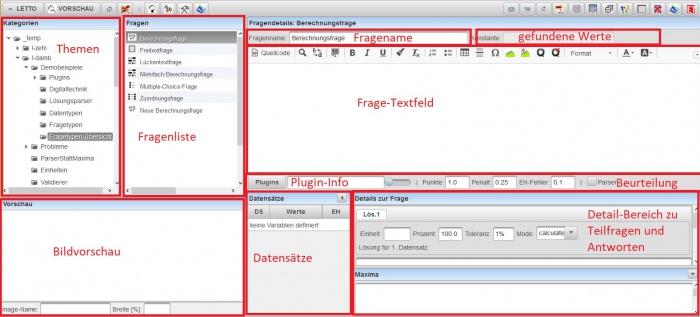 LETTO VORSCHAU
Kategorien
_temp
l-zehl
l-damb
Demobeispiele
Plugins
Digitaltechnik
Lösungsparser
Datentypen
Fragetypen
Fragetypen-Übersicht
Probleme
ParserStattMaxima
Einheiten
Validierer
Themen
Fragen
Berechnungsfrage
Freitextfrage
Lückentextfrage
Mehrfach-Berechnungsfrage
Multiple-Choice-Frage
Zuordnungsfrage
Neue Berechnungsfrage
Fragenliste
Fragendetails: Berechnungsfrage
Fragenname: Berechnungsfrage Fragename
Konstante: gefundene Werte
Quellcode B I U S Format
Frage-Textfeld
Plugins Plugin-Info Punkte: 1.0 Penalt: 0.25 EH-Fehler: 0.1 Parser Beurteilung
Vorschau
Bildvorschau
Image-Name: Breite [%]:
Datensätze
DS Werte EH
keine Variablen definiert!
Datensätze
Details zur Frage
Lös.1
Einheit: Prozent: 100.0 Toleranz: 1% Mode: calculate
Lösung für 1. Datensatz
Detail-Bereich zu
Teilfragen und
Antworten
Maxima